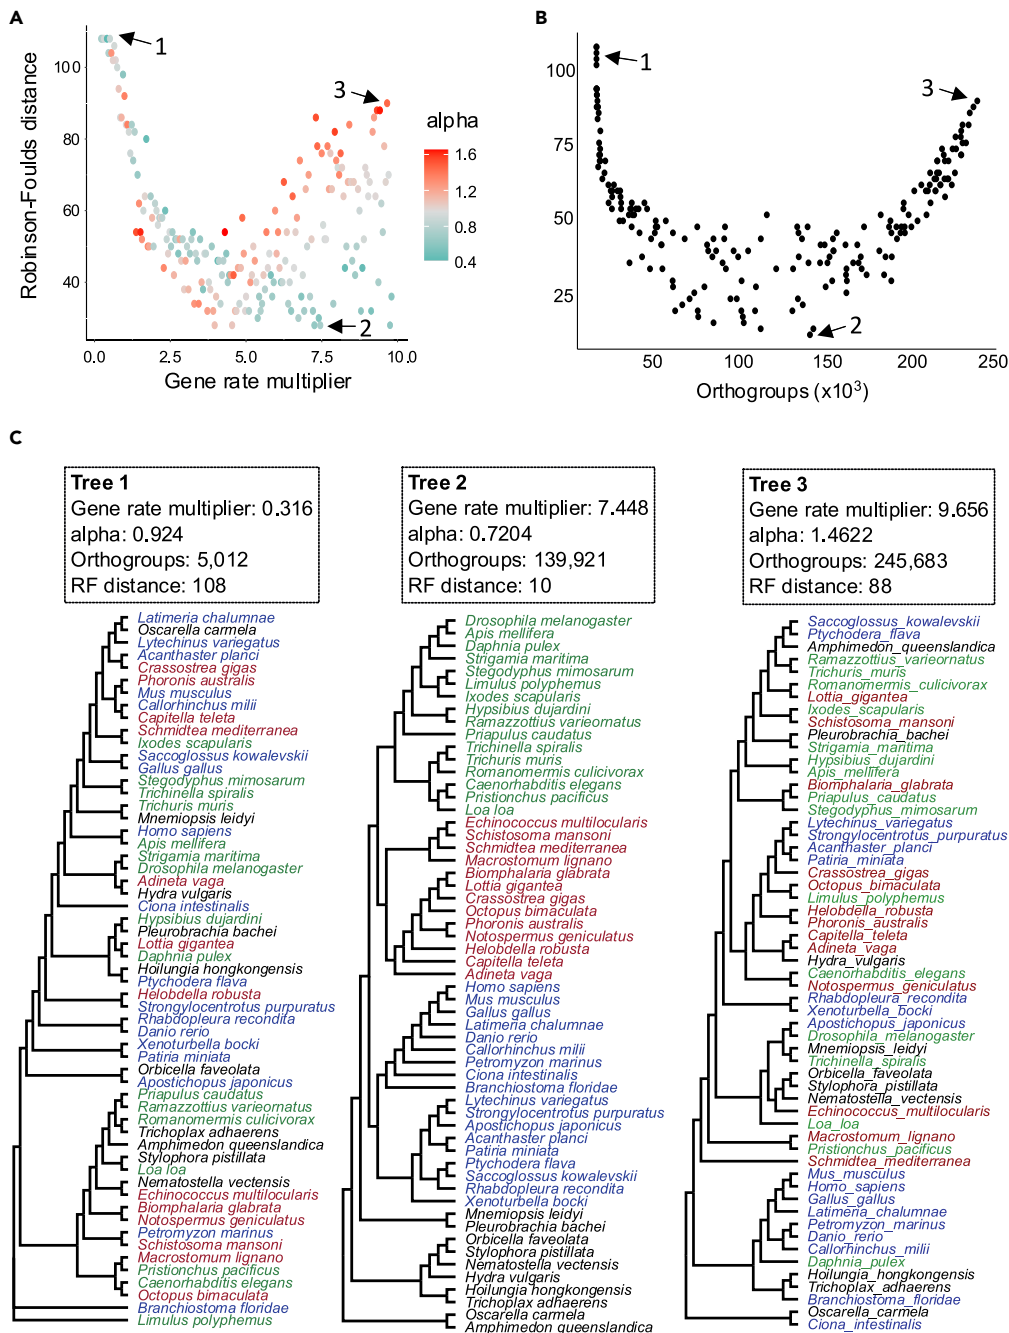 A
B
1
3
2
Robinson-Foulds distance
100
80
60
40
0.0 2.5 5.0 7.5 10.0
Gene rate multiplier
alpha
1.6
1.2
0.8
0.4
1
3
2
100
75
50
25
50 100 150 200 250
Orthogroups (x10³)
C
Tree 1
Gene rate multiplier: 0.316
alpha: 0.924
Orthogroups: 5,012
RF distance: 108
Latimeria chalumnae
Oscarella carmela
Lytechinus variegatus
Acanthaster planci
Crassostrea gigas
Phoronis australis
Mus musculus
Callorhinchus milii
Capitella teleta
Schmidtea mediterranea
Ixodes scapularis
Saccoglossus kowalevskii
Gallus gallus
Stegodyphus mimosarum
Trichinella spiralis
Trichuris muris
Mnemiopsis leidyi
Homo sapiens
Apis mellifera
Strigamia maritima
Drosophila melanogaster
Adineta vaga
Hydra vulgaris
Ciona intestinalis
Hypsibius dujardini
Pleurobrachia bachei
Lottia gigantea
Daphnia pulex
Hoilungia hongkongensis
Ptychodera flava
Helobdella robusta
Strongylocentrotus purpuratus
Rhabdopleura recondita
Danio rerio
Xenoturbella bocki
Patiria miniata
Orbicella faveolata
Apostichopus japonicus
Priapulus caudatus
Ramazzottius varieornatus
Romanomermis culicivorax
Trichoplax adhaerens
Amphimedon queenslandica
Stylophora pistillata
Loa loa
Nematostella vectensis
Echinococcus multilocularis
Biomphalaria glabrata
Notospermus geniculatus
Petromyzon marinus
Schistosoma mansoni
Macrostomum lignano
Pristionchus pacificus
Caenorhabditis elegans
Octopus bimaculata
Branchiostoma floridae
Limulus polyphemus
Tree 2
Gene rate multiplier: 7.448
alpha: 0.7204
Orthogroups: 139,921
RF distance: 10
Drosophila melanogaster
Apis mellifera
Daphnia pulex
Strigamia maritima
Stegodyphus mimosarum
Limulus polyphemus
Ixodes scapularis
Hypsibius dujardini
Ramazzottius varieornatus
Priapulus caudatus
Trichinella spiralis
Trichuris muris
Romanomermis culicivorax
Caenorhabditis elegans
Pristionchus pacificus
Loa loa
Echinococcus multilocularis
Schistosoma mansoni
Schmidtea mediterranea
Macrostomum lignano
Biomphalaria glabrata
Lottia gigantea
Crassostrea gigas
Octopus bimaculata
Phoronis australis
Notospermus geniculatus
Helobdella robusta
Capitella teleta
Adineta vaga
Homo sapiens
Mus musculus
Gallus gallus
Latimeria chalumnae
Danio rerio
Callorhinchus milii
Petromyzon marinus
Ciona intestinalis
Branchiostoma floridae
Lytechinus variegatus
Strongylocentrotus purpuratus
Apostichopus japonicus
Acanthaster planci
Patiria miniata
Ptychodera flava
Saccoglossus kowalevskii
Rhabdopleura recondita
Xenoturbella bocki
Mnemiopsis leidyi
Pleurobrachia bachei
Orbicella faveolata
Stylophora pistillata
Nematostella vectensis
Hydra vulgaris
Hoilungia hongkongensis
Trichoplax adhaerens
Oscarella carmela
Amphimedon queenslandica
Tree 3
Gene rate multiplier: 9.656
alpha: 1.4622
Orthogroups: 245,683
RF distance: 88
Saccoglossus_kowalevskii
Ptychodera_flava
Amphimedon_queenslandica
Ramazzottius_varieornatus
Trichuris_muris
Romanomermis_culicivorax
Lottia_gigantea
Ixodes_scapularis
Schistosoma_mansoni
Pleurobrachia_bachei
Strigamia_maritima
Hypsibius_dujardini
Apis_mellifera
Biomphalaria_glabrata
Priapulus_caudatus
Stegodyphus_mimosarum
Lytechinus_variegatus
Strongylocentrotus_purpuratus
Acanthaster_planci
Patiria_miniata
Crassostrea_gigas
Octopus_bimaculata
Limulus_polyphemus
Helobdella_robusta
Phoronis_australis
Capitella_teleta
Adineta_vaga
Hydra_vulgaris
Caenorhabditis_elegans
Notospermus_geniculatus
Rhabdopleura_recondita
Xenoturbella_bocki
Apostichopus_japonicus
Drosophila_melanogaster
Mnemiopsis_leidyi
Trichinella_spiralis
Orbicella_faveolata
Stylophora_pistillata
Nematostella_vectensis
Echinococcus_multilocularis
Loa_loa
Macrostomum_lignano
Pristionchus_pacificus
Schmidtea_mediterranea
Mus_musculus
Homo_sapiens
Gallus_gallus
Latimeria_chalumnae
Petromyzon_marinus
Danio_rerio
Callorhinchus_milii
Daphnia_pulex
Hoilungia_hongkongensis
Trichoplax_adhaerens
Branchiostoma_floridae
Oscarella_carmela
Ciona_intestinalis